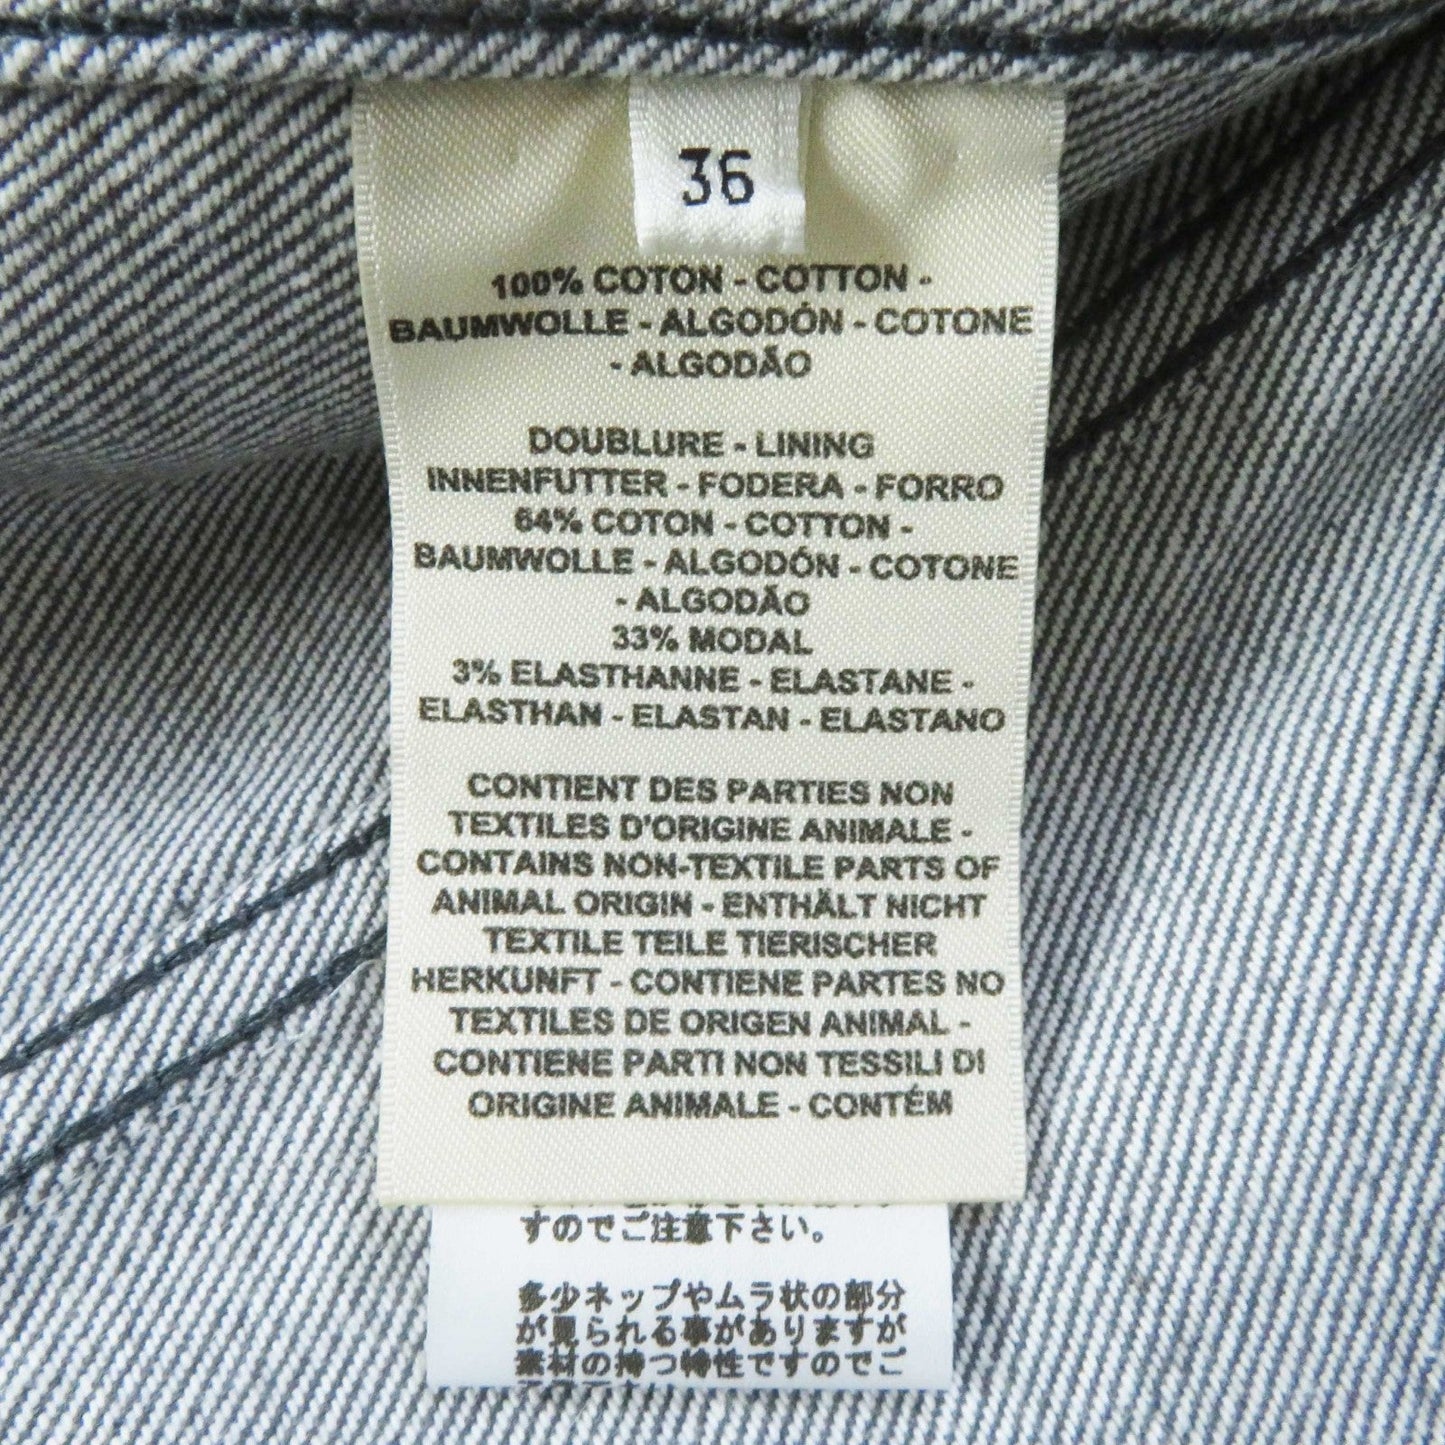 36
100% COTON - COTTON -
BAUMWOLLE - ALGODÓN - COTONE
- ALGODÃO
DOUBLURE - LINING
INNENFUTTER - FODERA - FORRO
64% COTON - COTTON -
BAUMWOLLE - ALGODÓN - COTONE
- ALGODÃO
33% MODAL
3% ELASTHANNE - ELASTANE -
ELASTHAN - ELASTAN - ELASTANO
CONTIENT DES PARTIES NON
TEXTILES D'ORIGINE ANIMALE -
CONTAINS NON-TEXTILE PARTS OF
ANIMAL ORIGIN - ENTHÄLT NICHT
TEXTILE TEILE TIERISCHER
HERKUNFT - CONTIENE PARTES NO
TEXTILES DE ORIGEN ANIMAL -
CONTIENE PARTI NON TESSILI DI
ORIGINE ANIMALE - CONTÉM
すのでご注意下さい。
多少ネップやムラ状の部分
が見られる事がありますが
素材の持つ特性ですのでご